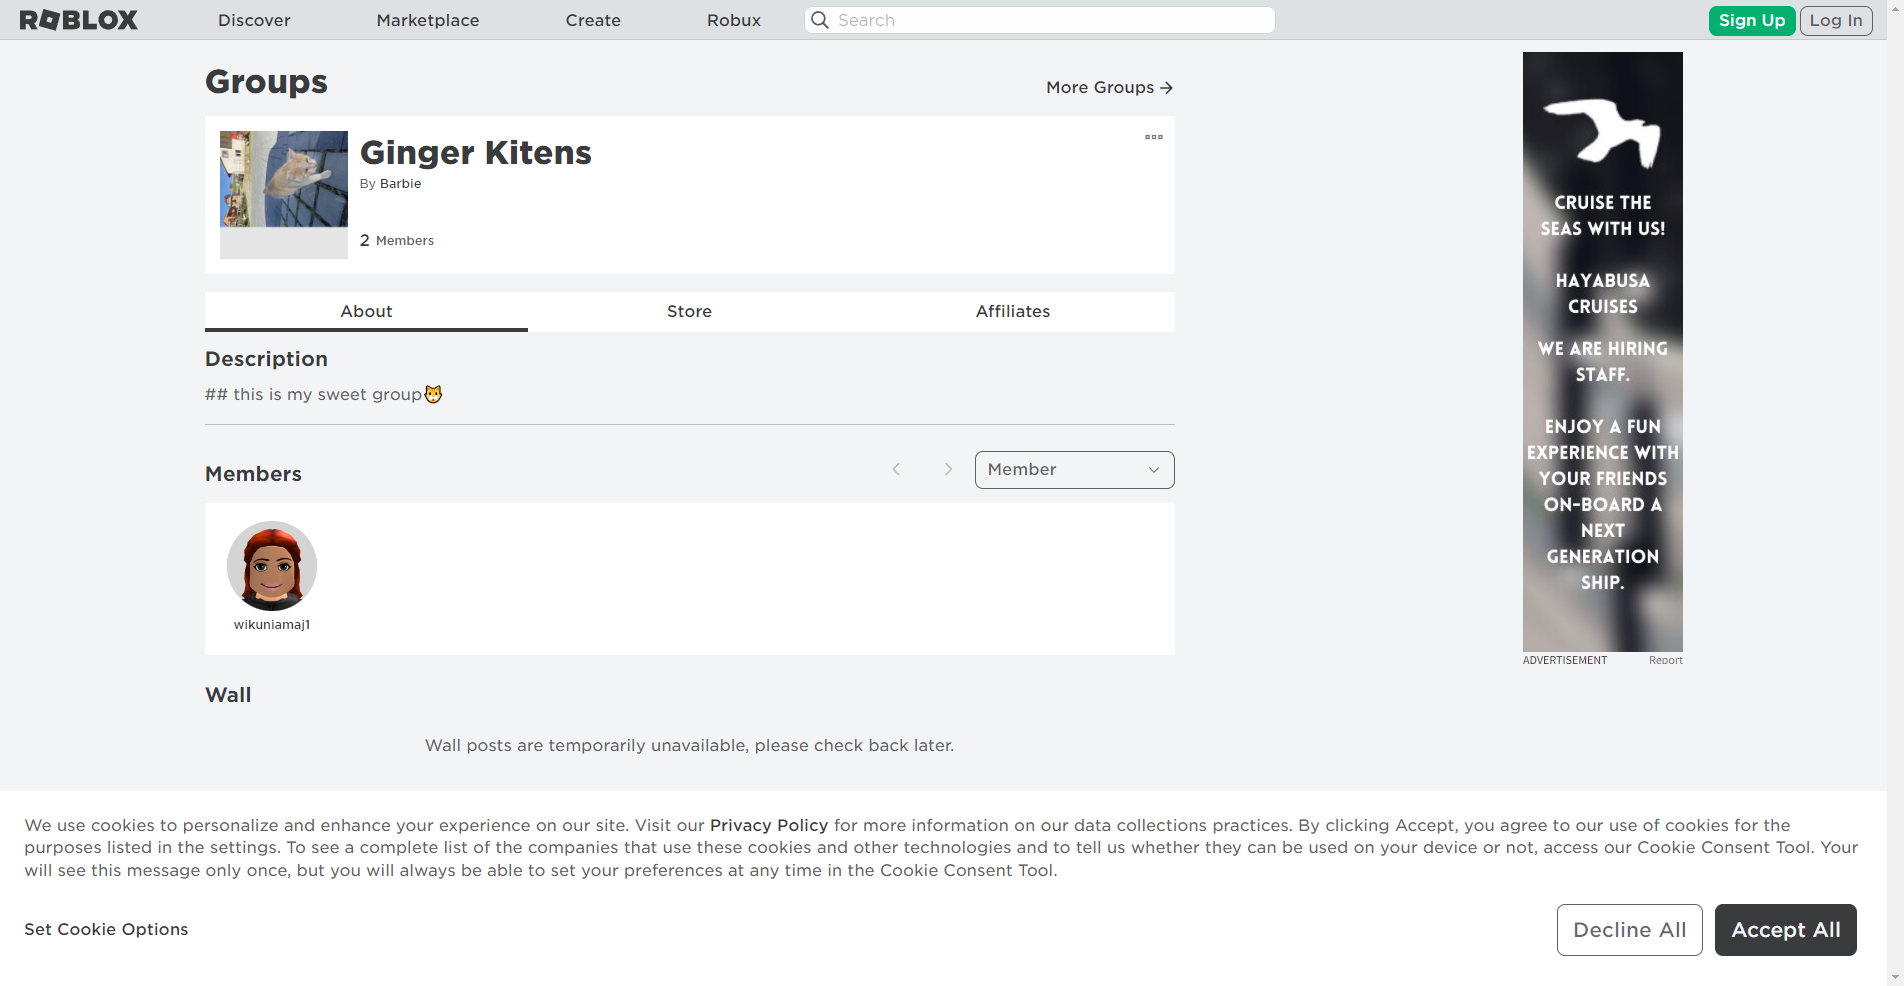 ROBLOX
Discover
Marketplace
Create
Robux
Search
Sign Up
Log In
Groups
More Groups →
Ginger Kitens
By Barbie
2 Members
About
Store
Affiliates
Description
## this is my sweet group🐯
Members
Member
wikuniamaj1
Wall
Wall posts are temporarily unavailable, please check back later.
CRUISE THE
SEAS WITH US!
HAYABUSA
CRUISES
WE ARE HIRING
STAFF.
ENJOY A FUN
EXPERIENCE WITH
YOUR FRIENDS
ON-BOARD A
NEXT
GENERATION
SHIP.
ADVERTISEMENT
Report
We use cookies to personalize and enhance your experience on our site. Visit our Privacy Policy for more information on our data collections practices. By clicking Accept, you agree to our use of cookies for the
purposes listed in the settings. To see a complete list of the companies that use these cookies and other technologies and to tell us whether they can be used on your device or not, access our Cookie Consent Tool. Your
will see this message only once, but you will always be able to set your preferences at any time in the Cookie Consent Tool.
Set Cookie Options
Decline All
Accept All